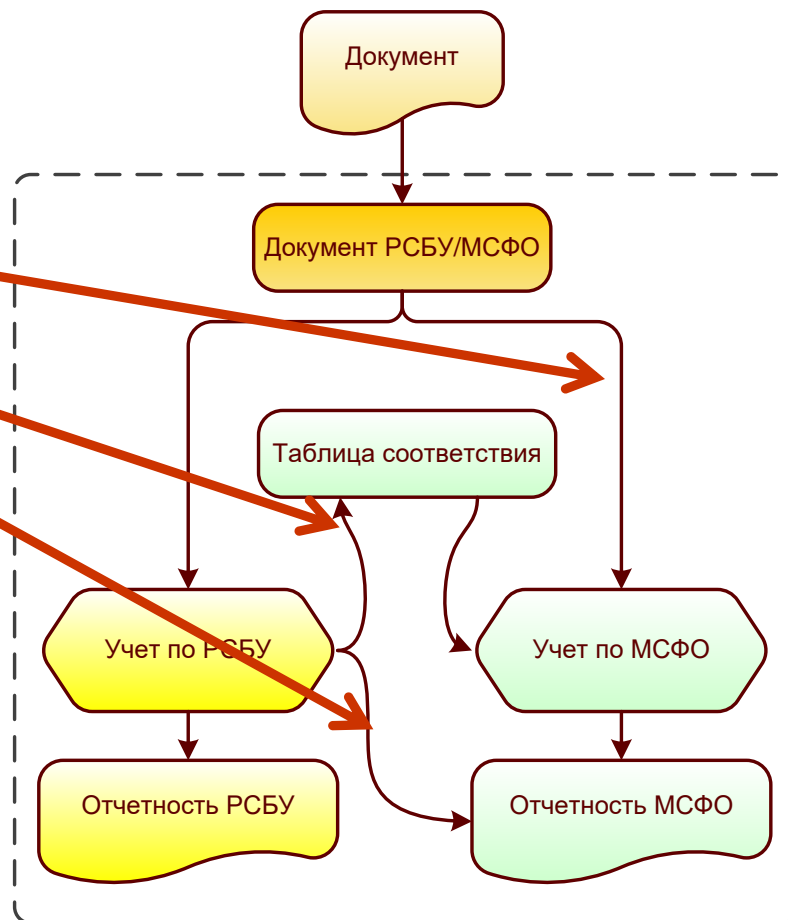 Документ
Документ РСБУ/МСФО
Таблица соответствия
Учет по РСБУ
Учет по МСФО
Отчетность РСБУ
Отчетность МСФО